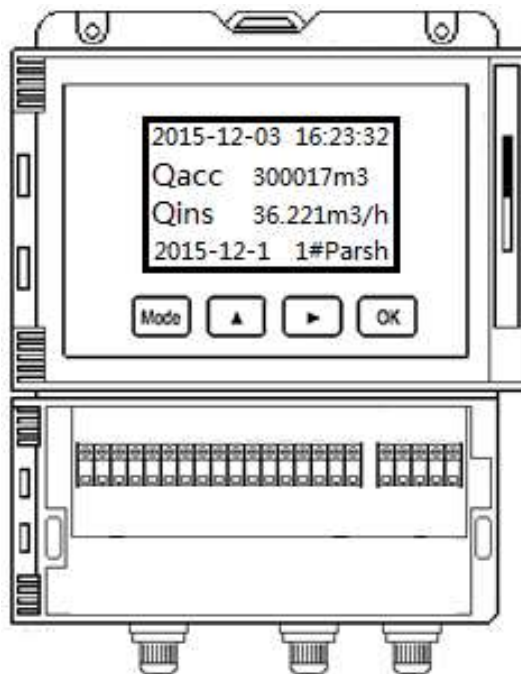 2015-12-03 16:23:32
Qacc 300017m3
Qins 36.221m3/h
2015-12-1 1#Parsh
Mode ▲ ► OK